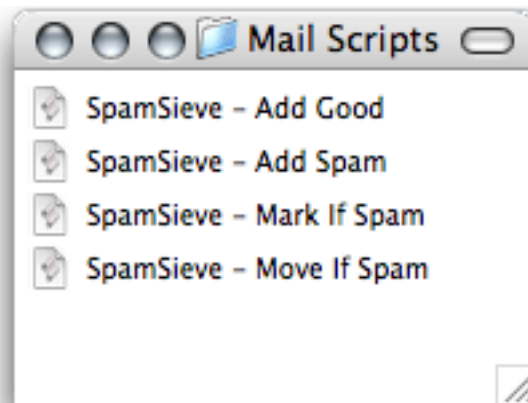 Mail Scripts
SpamSieve – Add Good
SpamSieve – Add Spam
SpamSieve – Mark If Spam
SpamSieve – Move If Spam